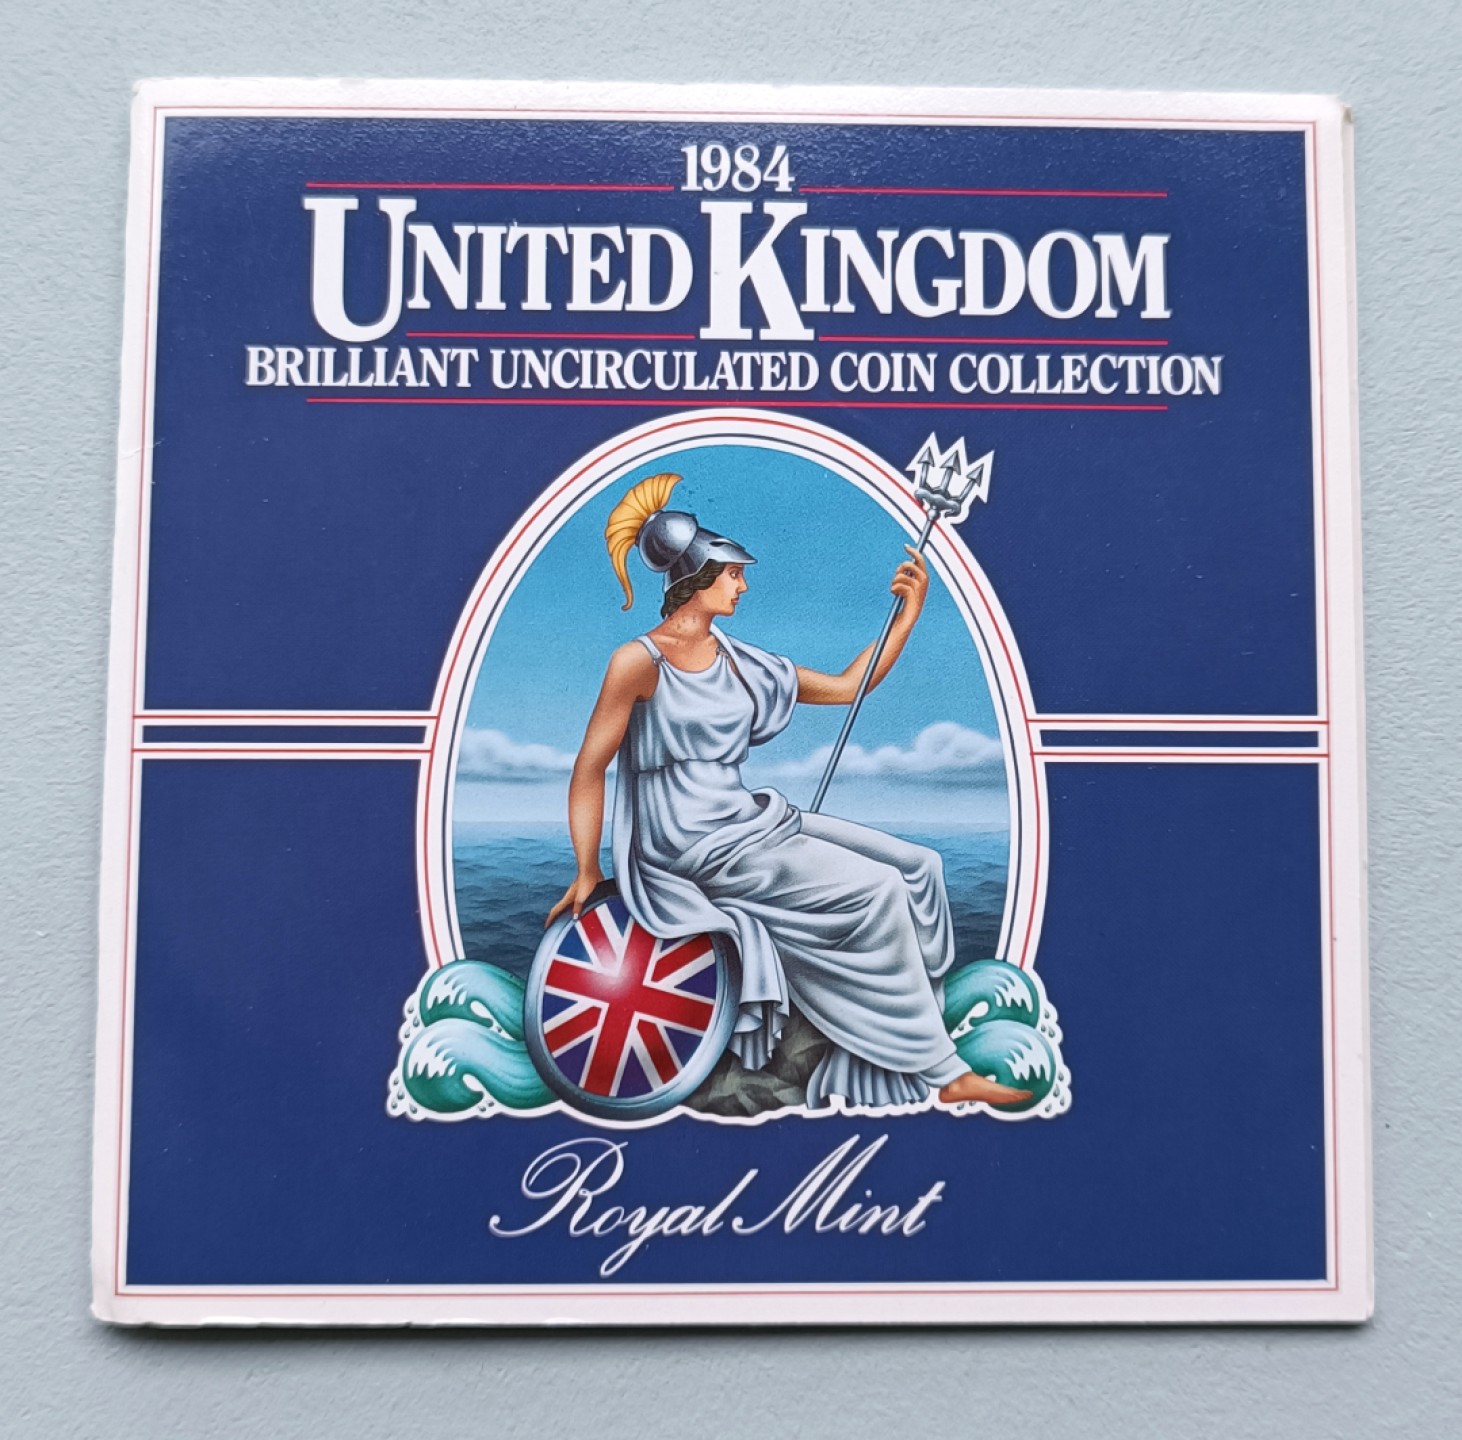 1984
UNITED KINGDOM
BRILLIANT UNCIRCULATED COIN COLLECTION
Royal Mint